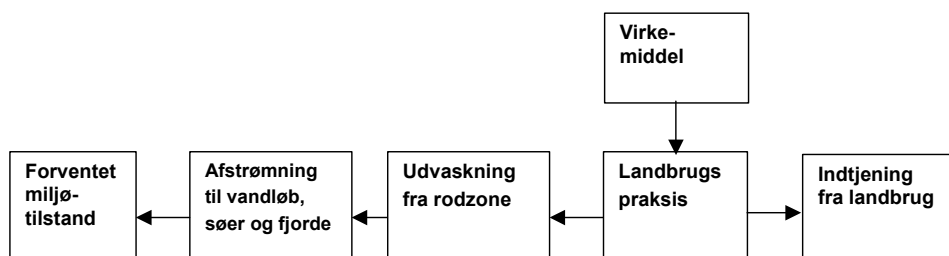 Virke-
middel
Forventet
miljø-
tilstand
Afstrømning
til vandløb,
søer og fjorde
Udvaskning
fra rodzone
Landbrugs
praksis
Indtjening
fra landbrug